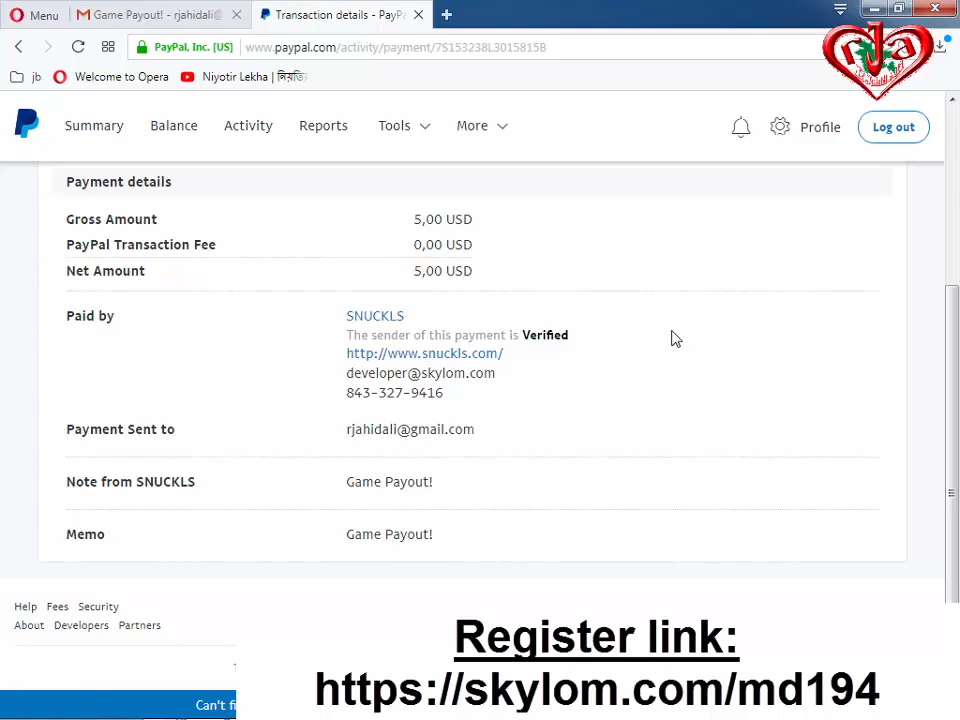 Menu
Gmail Payout! - rjahidali@
Transaction details - PayPa
PayPal, Inc. [US]
www.paypal.com/activity/payment/7S153238L3015815B
jb
Welcome to Opera
Niyotir Lekha |
Summary
Balance
Activity
Reports
Tools
More
Profile
Log out
Payment details
Gross Amount
5,00 USD
PayPal Transaction Fee
0,00 USD
Net Amount
5,00 USD
Paid by
SNUCKLS
The sender of this payment is Verified
http://www.snuckls.com/
developer@skylom.com
843-327-9416
Payment Sent to
rjahidali@gmail.com
Note from SNUCKLS
Game Payout!
Memo
Game Payout!
Help Fees Security
About Developers Partners
Can't fi
Register link:
https://skylom.com/md194